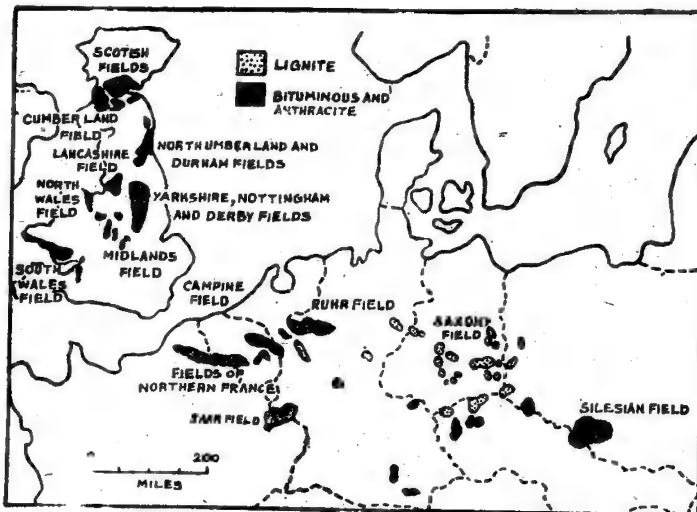 SCOTISH
FIELDS
LIGNITE
BITUMINOUS AND
ANTHRACITE
CUMBERLAND
FIELD
LANCASHIRE
FIELD
NORTHUMBERLAND AND
DURHAM FIELDS
NORTH
WALES
FIELD
YARKSHIRE, NOTTINGHAM
AND DERBY FIELDS
MIDLANDS
FIELD
SOUTH
WALES
FIELD
CAMPINE
FIELD
RUHR FIELD
SAXONY
FIELD
FIELDS OF
NORTHERN FRANCE
SAAR FIELD
SILESIAN FIELD
0 200
MILES